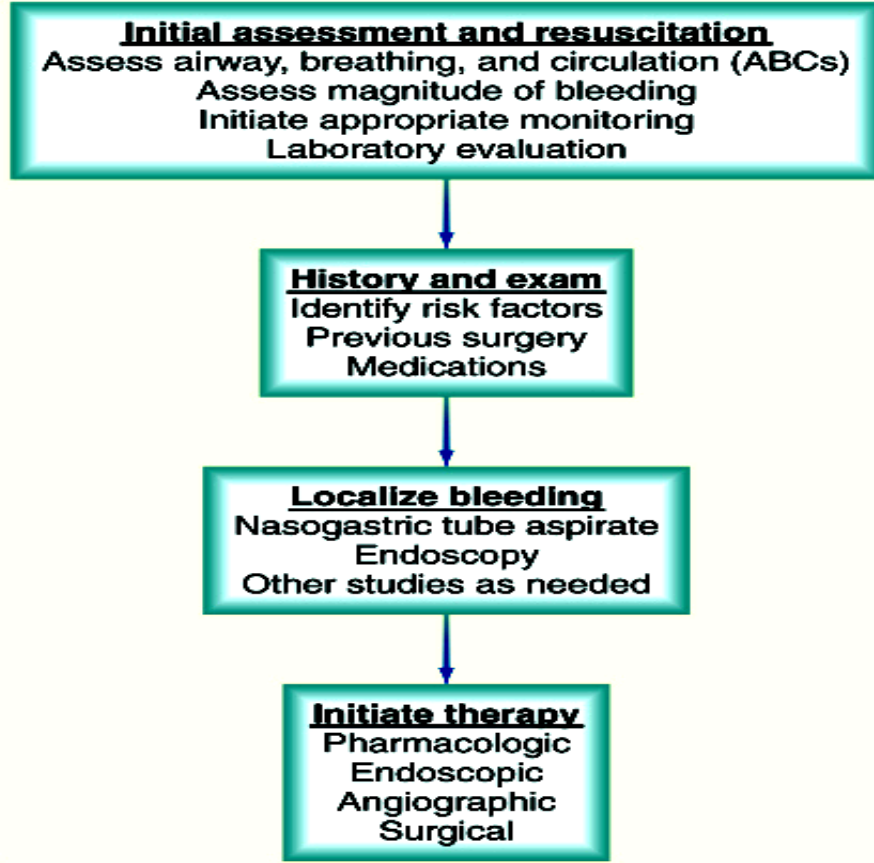 Initial assessment and resuscitation
Assess airway, breathing, and circulation (ABCs)
Assess magnitude of bleeding
Initiate appropriate monitoring
Laboratory evaluation
History and exam
Identify risk factors
Previous surgery
Medications
Localize bleeding
Nasogastric tube aspirate
Endoscopy
Other studies as needed
Initiate therapy
Pharmacologic
Endoscopic
Angiographic
Surgical